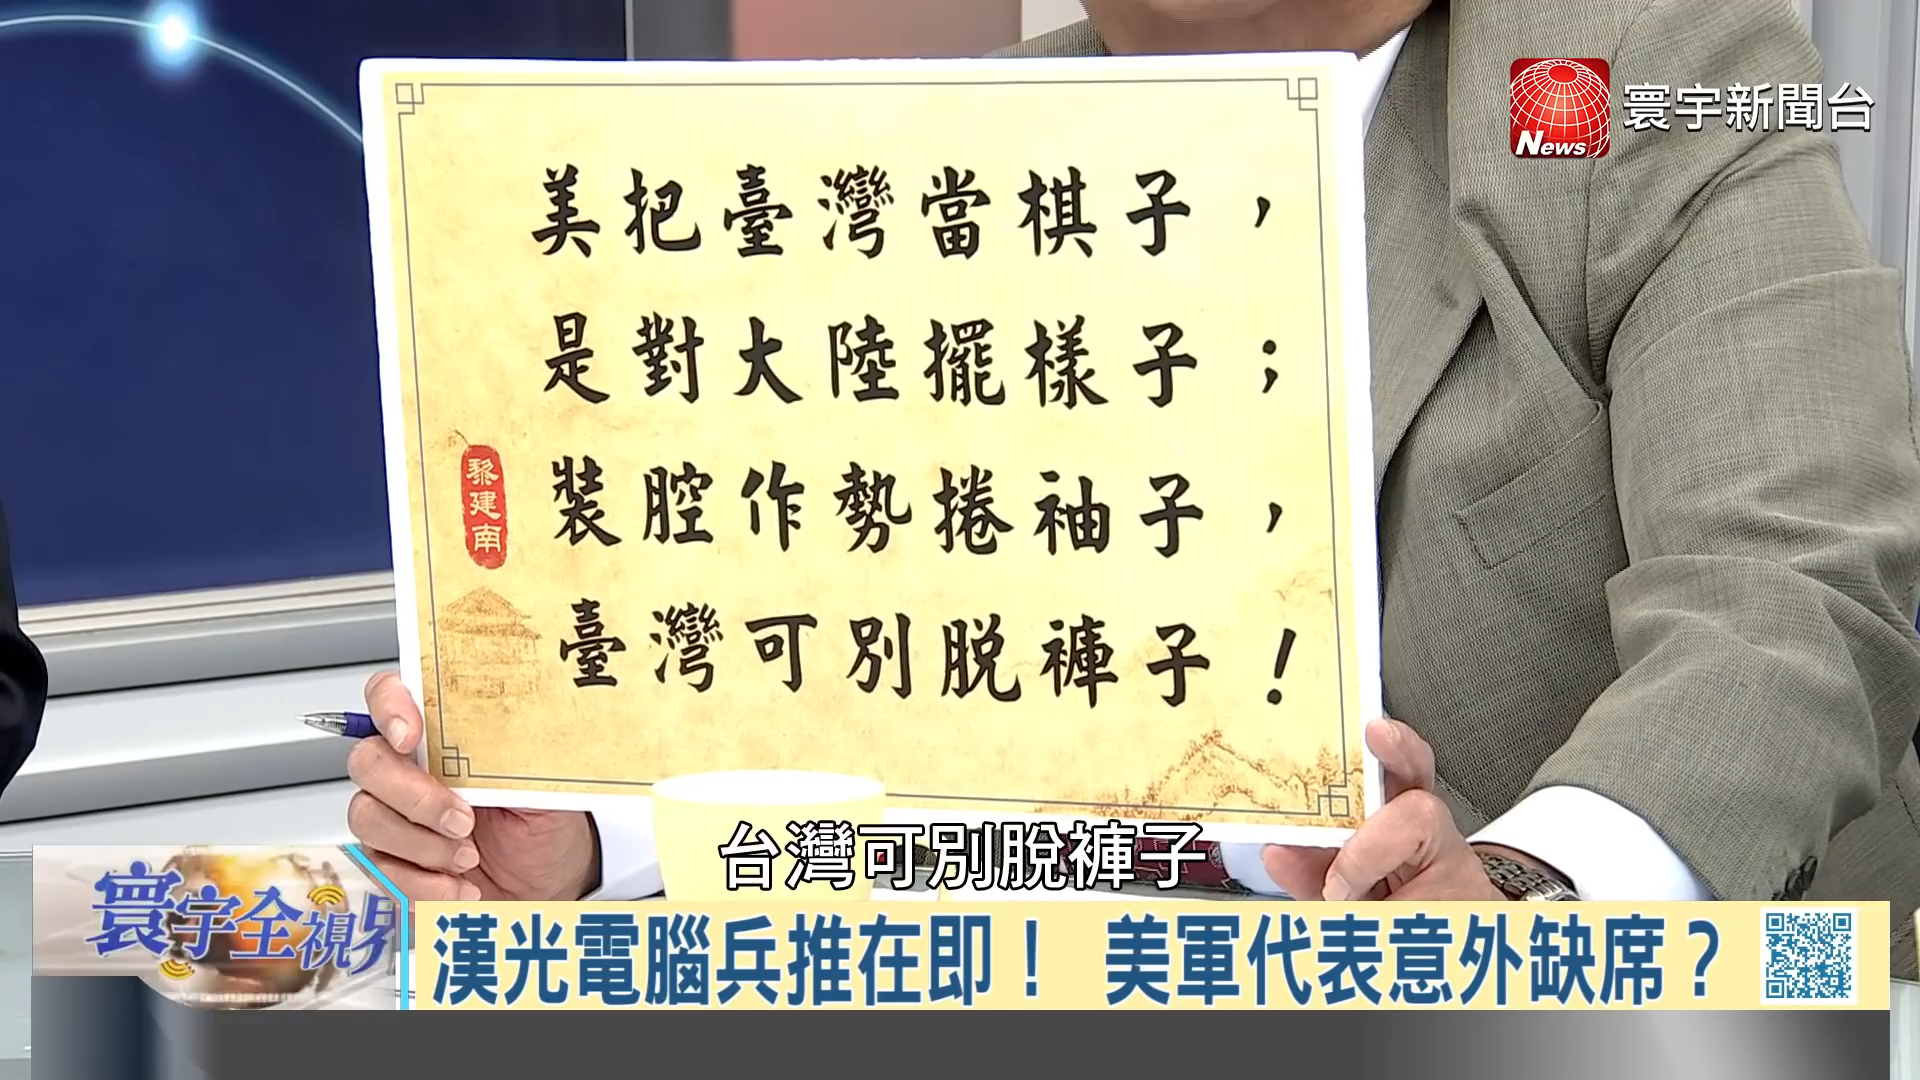 News
寰宇新聞台
美把臺灣當棋子，
是對大陸擺樣子；
裝腔作勢捲袖子，
臺灣可別脫褲子！
黎建南
台灣可別脫褲子
寰宇全視界
漢光電腦兵推在即！ 美軍代表意外缺席？